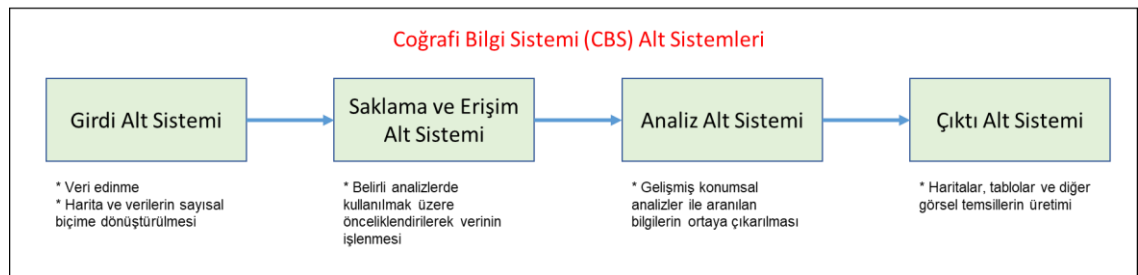 Coğrafi Bilgi Sistemi (CBS) Alt Sistemleri
Girdi Alt Sistemi
Saklama ve Erişim
Alt Sistemi
Analiz Alt Sistemi
Çıktı Alt Sistemi
* Veri edinme
* Harita ve verilerin sayısal
biçime dönüştürülmesi
* Belirli analizlerde
kullanılmak üzere
önceliklendirilerek verinin
işlenmesi
* Gelişmiş konumsal
analizler ile aranılan
bilgilerin ortaya çıkarılması
* Haritalar, tablolar ve diğer
görsel temsillerin üretimi